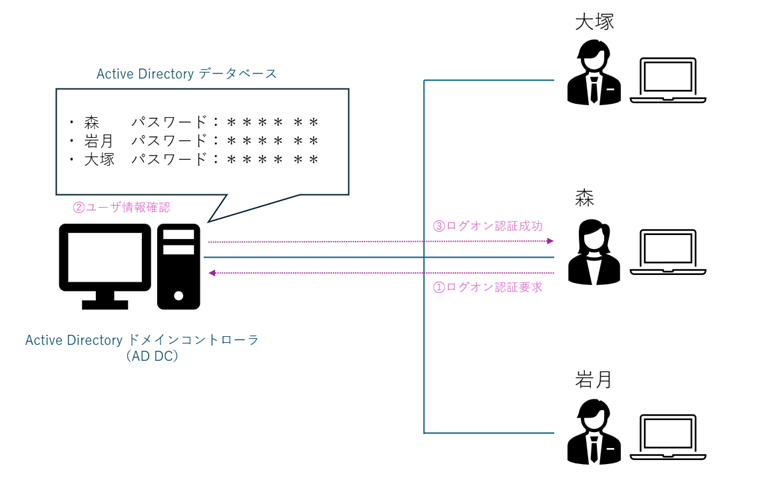 大塚
Active Directory データベース
・ 森　　パスワード：＊＊＊＊＊＊
・ 岩月　パスワード：＊＊＊＊＊＊
・ 大塚　パスワード：＊＊＊＊＊＊
②ユーザ情報確認
森
③ログオン認証成功
①ログオン認証要求
Active Directory ドメインコントローラ
（AD DC）
岩月